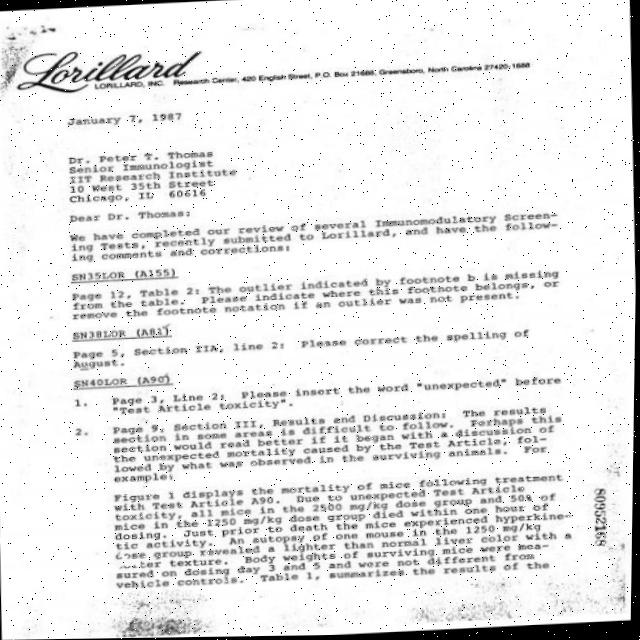 Lorillard
LORILLARD, INC. Research Center, 420 English Street, P.O. Box 21688, Greensboro, North Carolina 27420-1688
January 7, 1987
Dr. Peter T. Thomas
Senior Immunologist
IIT Research Institute
10 West 35th Street
Chicago, IL 60616
Dear Dr. Thomas:
We have completed our review of several Immunomodulatory Screen-
ing Tests, recently submitted to Lorillard, and have the follow-
ing comments and corrections:
SN35LOR (A155)
Page 12, Table 2: The outlier indicated by footnote b is missing
from the table. Please indicate where this footnote belongs, or
remove the footnote notation if an outlier was not present.
SN38LOR (A81)
Page 5, Section IIA, line 2: Please correct the spelling of
August.
SN40LOR (A90)
1. Page 3, Line 2: Please insert the word "unexpected" before
"Test Article toxicity".
2. Page 9, Section III, Results and Discussion: The results
section in some areas is difficult to follow. Perhaps this
section would read better if it began with a discussion of
the unexpected mortality caused by the Test Article, fol-
lowed by what was observed in the surviving animals. For
example:
Figure 1 displays the mortality of mice following treatment
with Test Article A90. Due to unexpected Test Article
toxicity, all mice in the 2500 mg/kg dose group and 50% of
mice in the 1250 mg/kg dose group died within one hour of
dosing. Just prior to death the mice experienced hyperkine-
tic activity. An autopsy of one mouse in the 1250 mg/kg
dose group revealed a lighter than normal liver color with a
texture. Body weights of surviving mice were mea-
sured on dosing day 3 and 5 and were not different from
vehicle controls. Table 1, summarizes the results of the
80952168